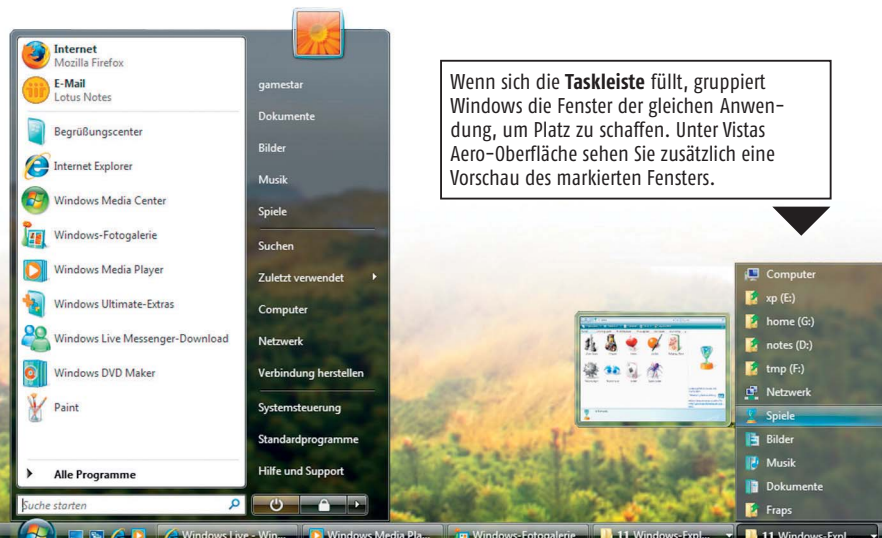 Internet
Mozilla Firefox
E-Mail
Lotus Notes
Begrüßungscenter
Internet Explorer
Windows Media Center
Windows-Fotogalerie
Windows Media Player
Windows Ultimate-Extras
Windows Live Messenger-Download
Windows DVD Maker
Paint
Alle Programme
Suche starten
gamestar
Dokumente
Bilder
Musik
Spiele
Suchen
Zuletzt verwendet
Computer
Netzwerk
Verbindung herstellen
Systemsteuerung
Standardprogramme
Hilfe und Support
Wenn sich die Taskleiste füllt, gruppiert
Windows die Fenster der gleichen Anwen-
dung, um Platz zu schaffen. Unter Vistas
Aero-Oberfläche sehen Sie zusätzlich eine
Vorschau des markierten Fensters.
Computer
xp (E:)
home (G:)
notes (D:)
tmp (F:)
Netzwerk
Spiele
Bilder
Musik
Dokumente
Fraps
Windows Live - Win... Windows Media Pla... Windows-Fotogalerie 11 Windows-Expl... 11 Windows-Expl...